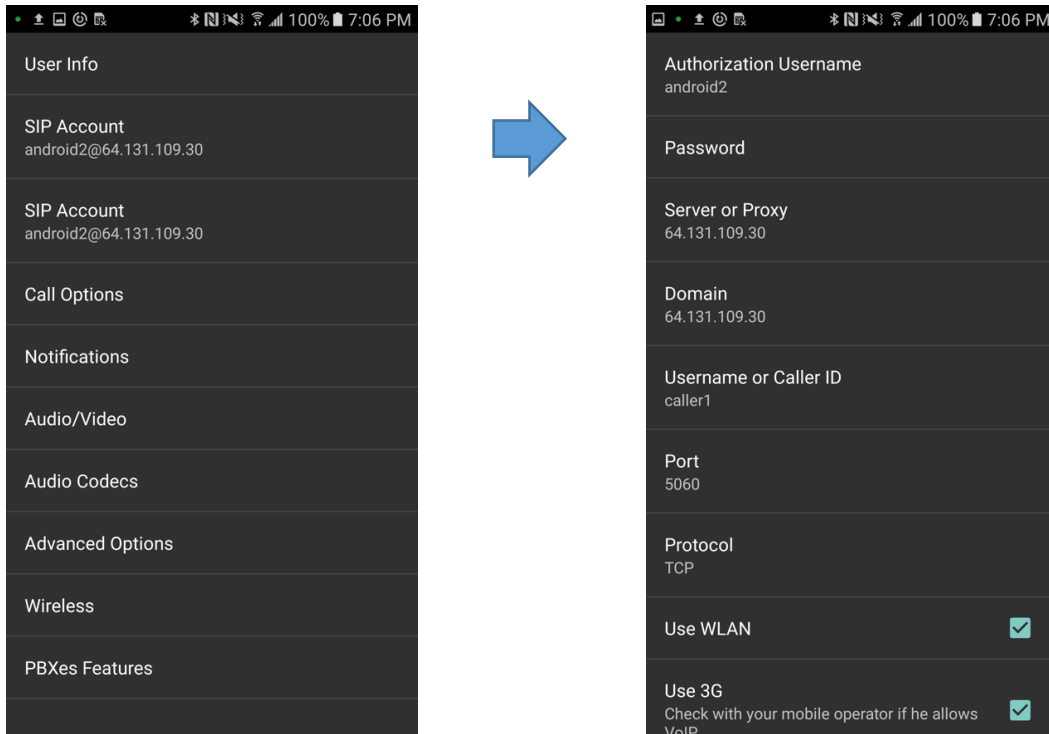 100% 7:06 PM
User Info
SIP Account
android2@64.131.109.30
SIP Account
android2@64.131.109.30
Call Options
Notifications
Audio/Video
Audio Codecs
Advanced Options
Wireless
PBXes Features
100% 7:06 PM
Authorization Username
android2
Password
Server or Proxy
64.131.109.30
Domain
64.131.109.30
Username or Caller ID
caller1
Port
5060
Protocol
TCP
Use WLAN
Use 3G
Check with your mobile operator if he allows
VoIP